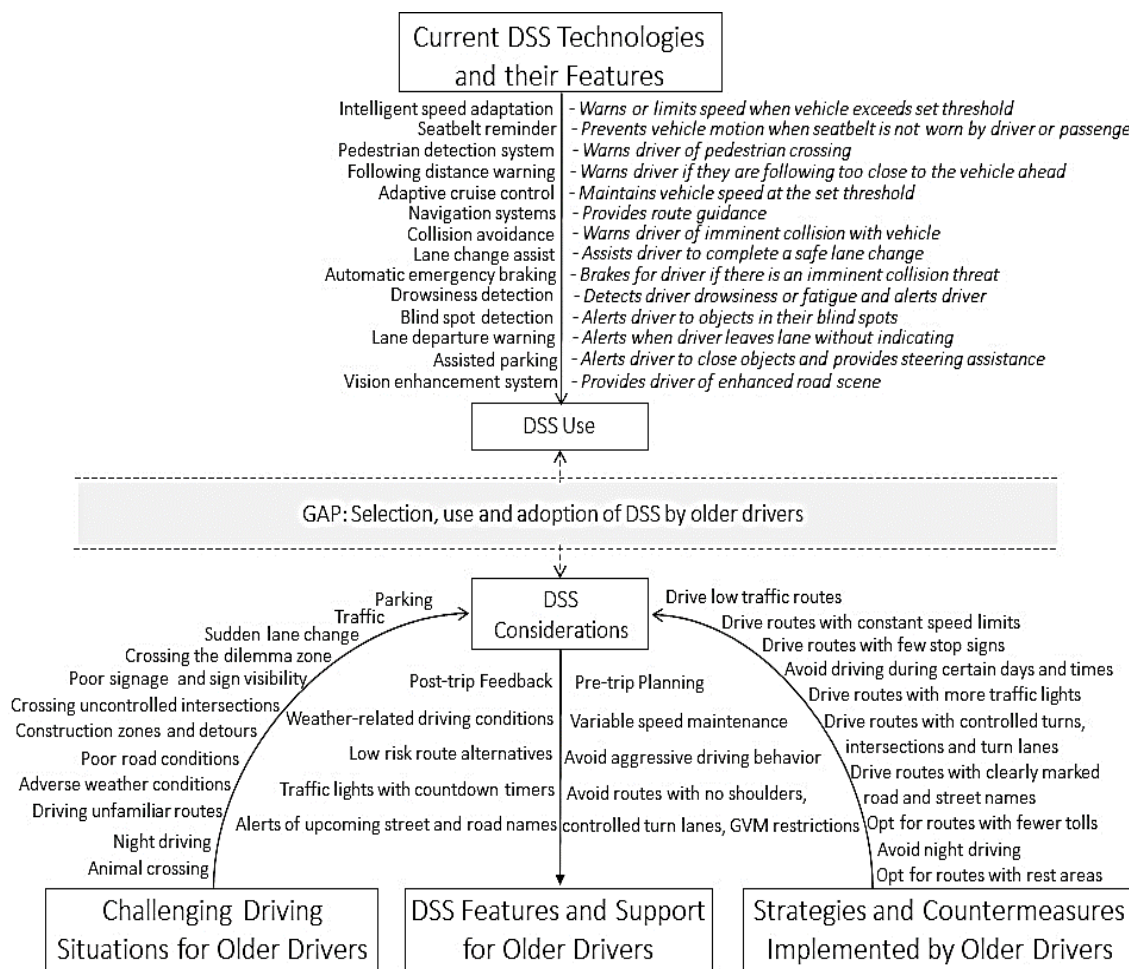 Current DSS Technologies
and their Features
Intelligent speed adaptation - Warns or limits speed when vehicle exceeds set threshold
Seatbelt reminder - Prevents vehicle motion when seatbelt is not worn by driver or passenge
Pedestrian detection system - Warns driver of pedestrian crossing
Following distance warning - Warns driver if they are following too close to the vehicle ahead
Adaptive cruise control - Maintains vehicle speed at the set threshold
Navigation systems - Provides route guidance
Collision avoidance - Warns driver of imminent collision with vehicle
Lane change assist - Assists driver to complete a safe lane change
Automatic emergency braking - Brakes for driver if there is an imminent collision threat
Drowsiness detection - Detects driver drowsiness or fatigue and alerts driver
Blind spot detection - Alerts driver to objects in their blind spots
Lane departure warning - Alerts when driver leaves lane without indicating
Assisted parking - Alerts driver to close objects and provides steering assistance
Vision enhancement system - Provides driver of enhanced road scene
DSS Use
GAP: Selection, use and adoption of DSS by older drivers
DSS
Considerations
Parking
Traffic
Sudden lane change
Crossing the dilemma zone
Poor signage and sign visibility
Crossing uncontrolled intersections
Construction zones and detours
Poor road conditions
Adverse weather conditions
Driving unfamiliar routes
Night driving
Animal crossing
Challenging Driving
Situations for Older Drivers
Post-trip Feedback
Weather-related driving conditions
Low risk route alternatives
Traffic lights with countdown timers
Alerts of upcoming street and road names
Pre-trip Planning
Variable speed maintenance
Avoid aggressive driving behavior
Avoid routes with no shoulders,
controlled turn lanes, GVM restrictions
DSS Features and Support
for Older Drivers
Drive low traffic routes
Drive routes with constant speed limits
Drive routes with few stop signs
Avoid driving during certain days and times
Drive routes with more traffic lights
Drive routes with controlled turns,
intersections and turn lanes
Drive routes with clearly marked
road and street names
Opt for routes with fewer tolls
Avoid night driving
Opt for routes with rest areas
Strategies and Countermeasures
Implemented by Older Drivers